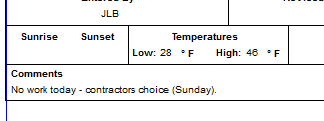 JLB
Sunrise Sunset Temperatures
Low: 28 ° F High: 46 ° F
Comments
No work today - contractors choice (Sunday).